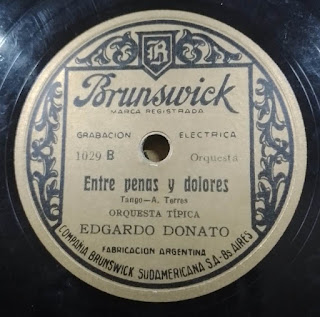 B
Brunswick
MARCA REGISTRADA
GRABACION ELECTRICA
1029 B Orquesta
Entre penas y dolores
Tango-A. Torres
ORQUESTA TÍPICA
EDGARDO DONATO
FABRICACION ARGENTINA
COMPAÑIA BRUNSWICK SUDAMERICANA S.A-Bs AIRES